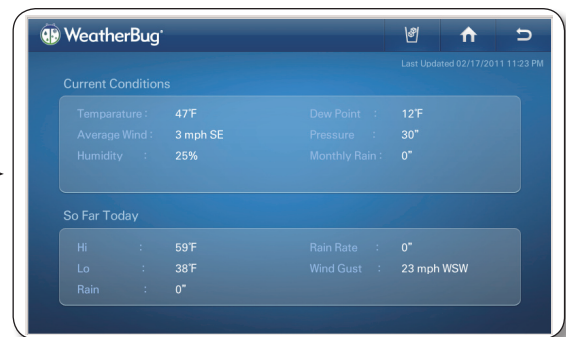 WeatherBug®
Last Updated 02/17/2011 11:23 PM
Current Conditions
Temparature : 47°F Dew Point : 12°F
Average Wind : 3 mph SE Pressure : 30"
Humidity : 25% Monthly Rain : 0"
So Far Today
Hi : 59°F Rain Rate : 0"
Lo : 38°F Wind Gust : 23 mph WSW
Rain : 0"